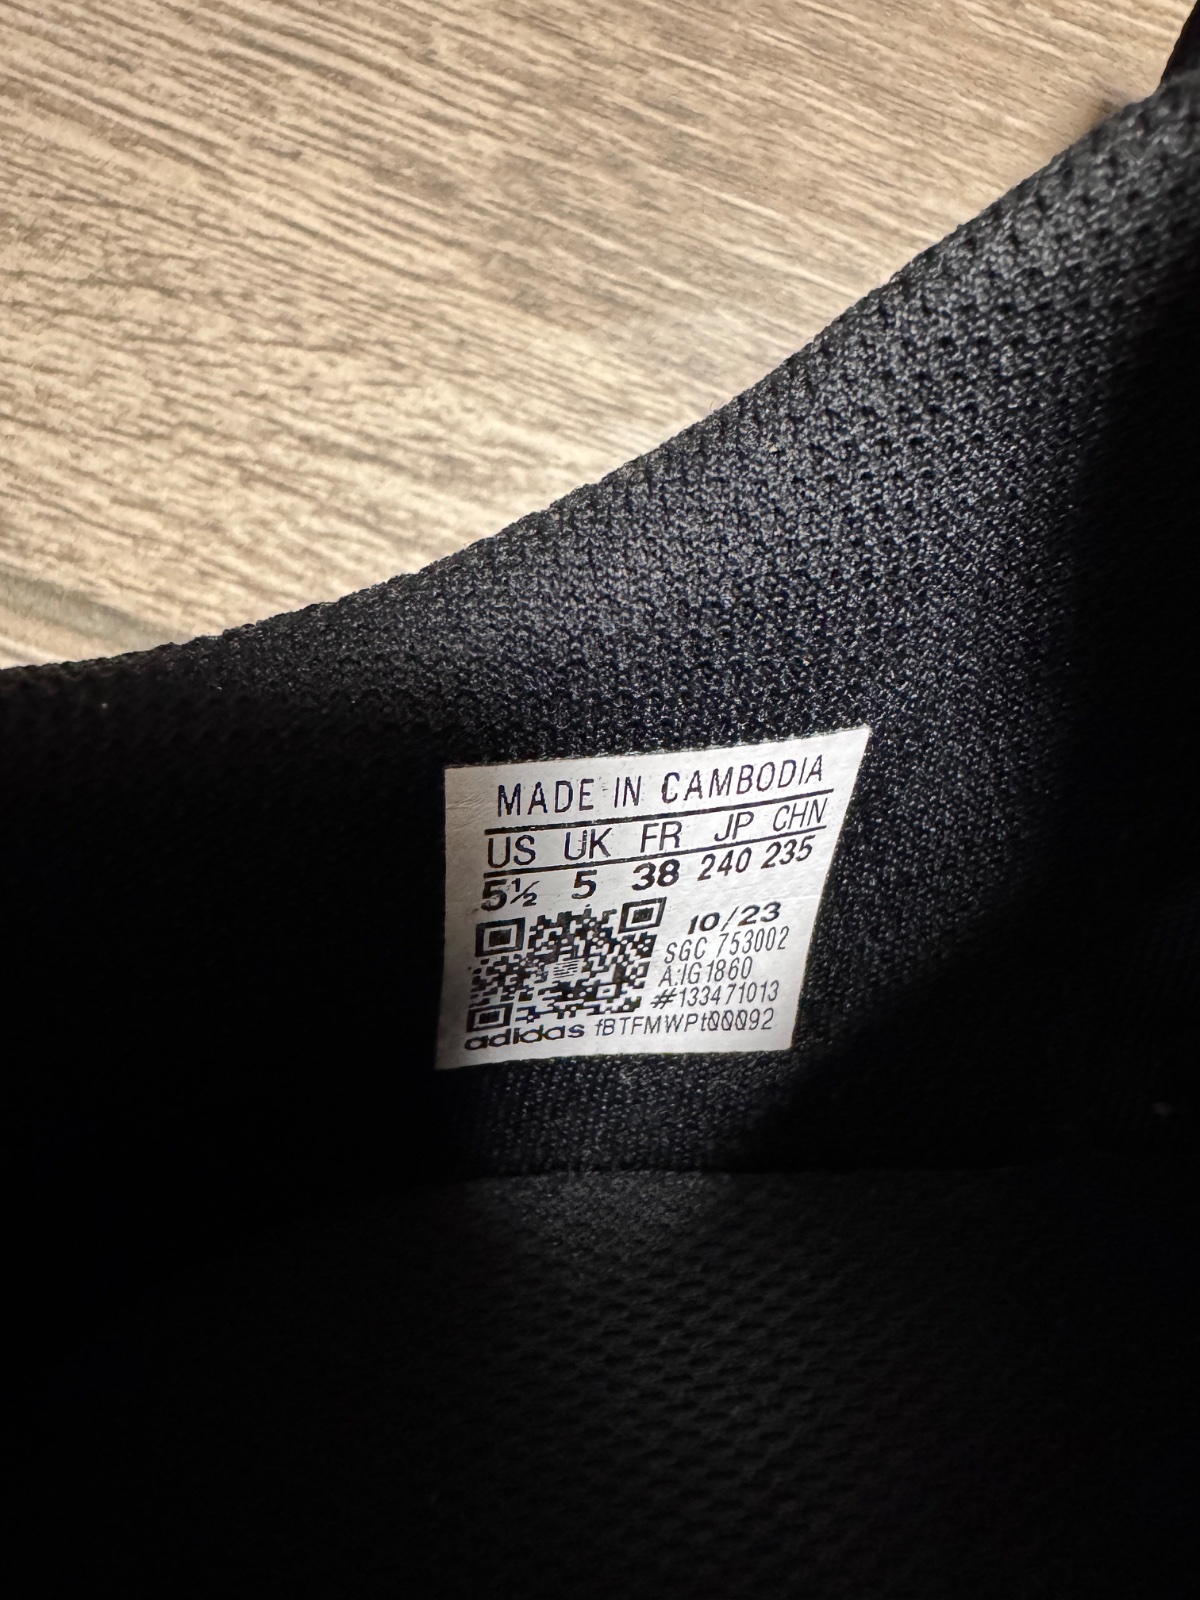 MADE IN CAMBODIA
US UK FR JP CHN
5½ 5 38 240 235
10/23
SGC 753002
A:IG1860
#133471013
adidas fBTFMWPt00092